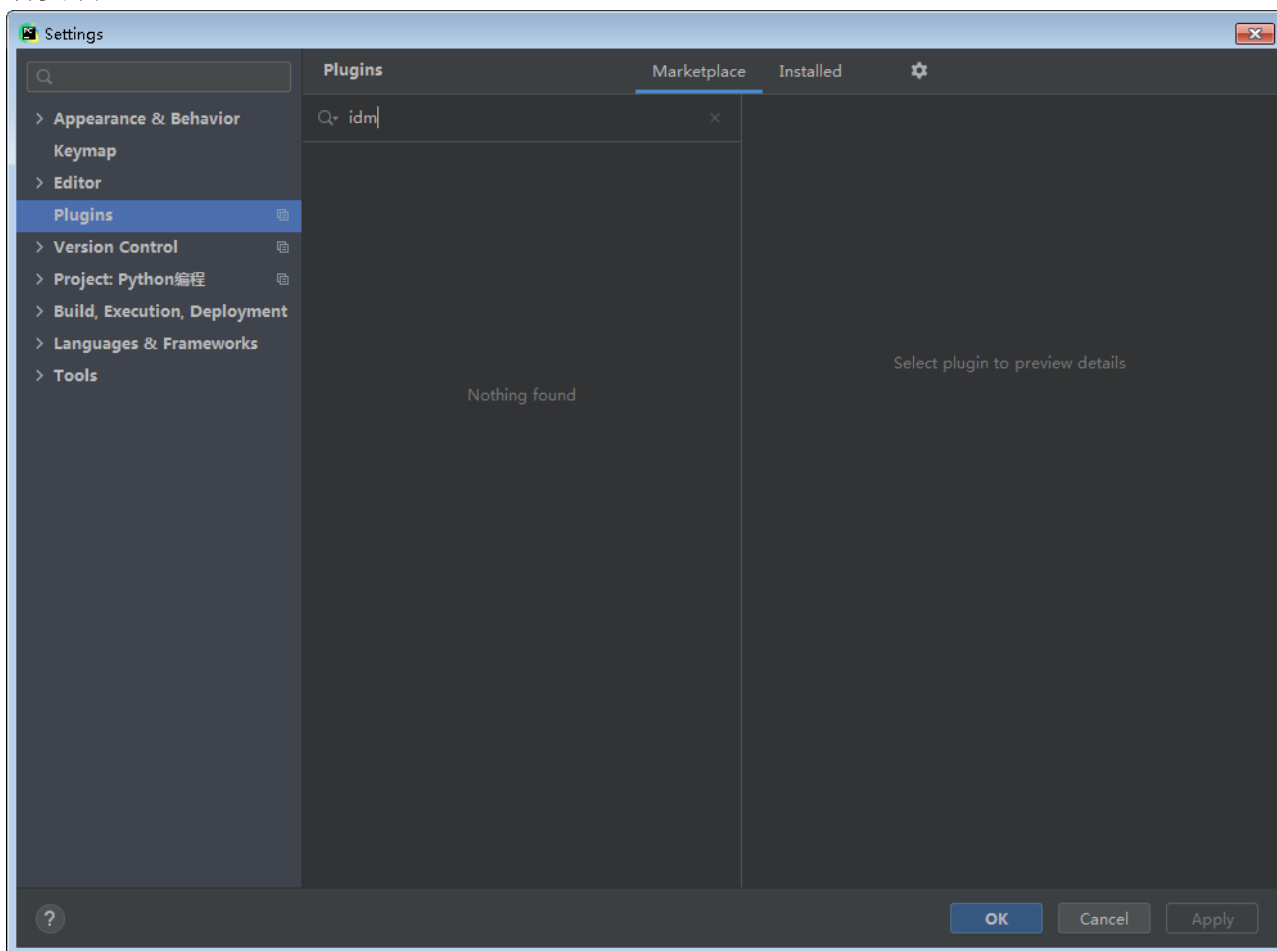 Settings
Plugins
Marketplace
Installed
Appearance & Behavior
Keymap
Editor
Plugins
Version Control
Project: Python编程
Build, Execution, Deployment
Languages & Frameworks
Tools
idm
Nothing found
Select plugin to preview details
?
OK
Cancel
Apply